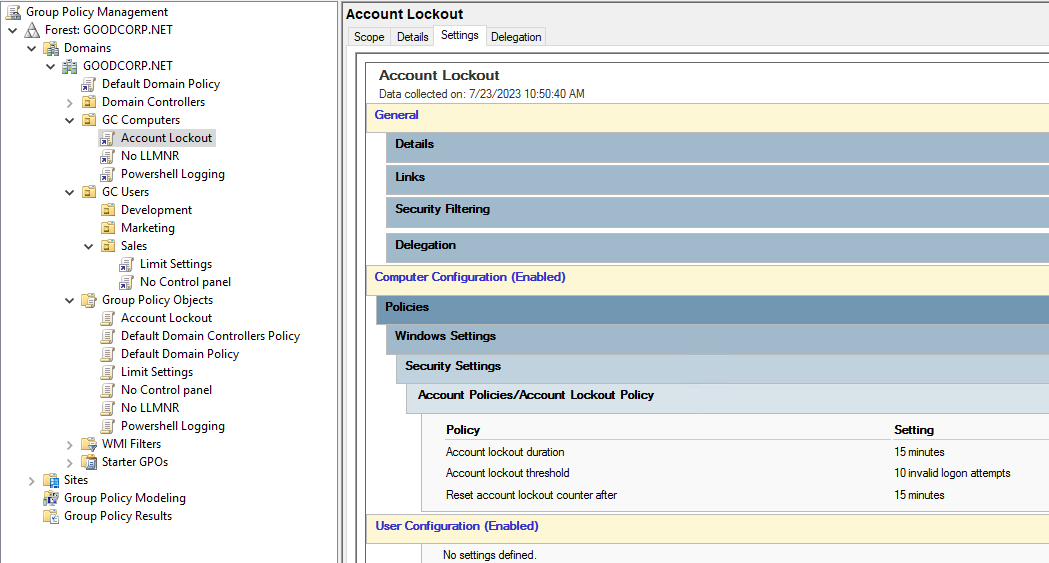 Group Policy Management
Forest: GOODCORP.NET
Domains
GOODCORP.NET
Default Domain Policy
Domain Controllers
GC Computers
Account Lockout
No LLMNR
Powershell Logging
GC Users
Development
Marketing
Sales
Limit Settings
No Control panel
Group Policy Objects
Account Lockout
Default Domain Controllers Policy
Default Domain Policy
Limit Settings
No Control panel
No LLMNR
Powershell Logging
WMI Filters
Starter GPOs
Sites
Group Policy Modeling
Group Policy Results
Account Lockout
Scope Details Settings Delegation
Account Lockout
Data collected on: 7/23/2023 10:50:40 AM
General
Details
Links
Security Filtering
Delegation
Computer Configuration (Enabled)
Policies
Windows Settings
Security Settings
Account Policies/Account Lockout Policy
Policy Setting
Account lockout duration 15 minutes
Account lockout threshold 10 invalid logon attempts
Reset account lockout counter after 15 minutes
User Configuration (Enabled)
No settings defined.